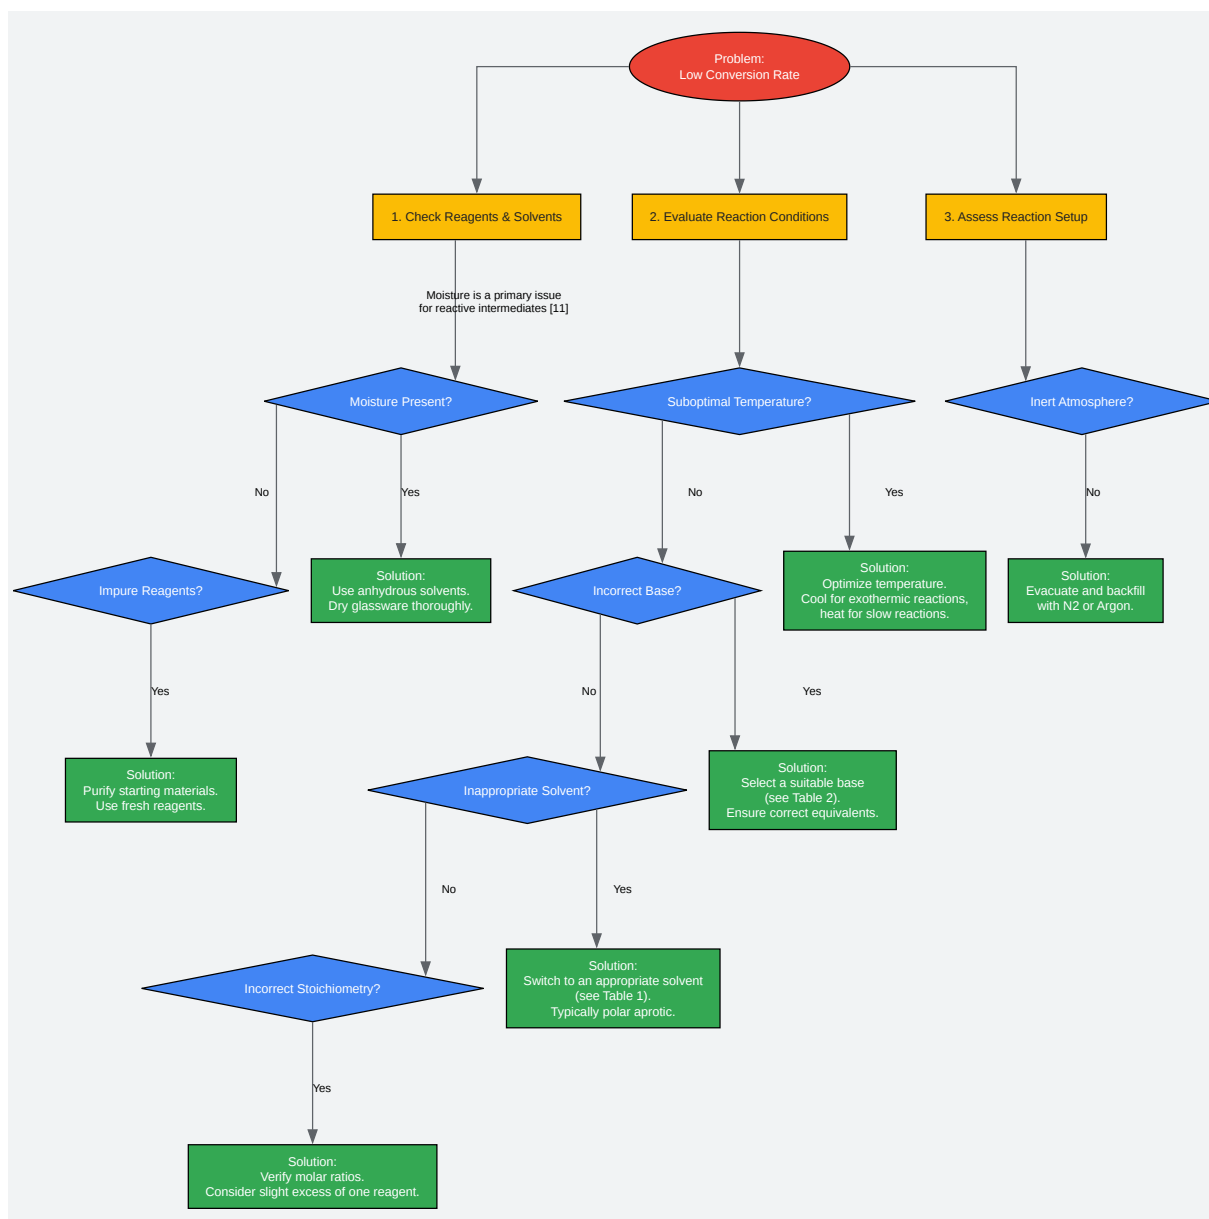 Problem:
Low Conversion Rate
1. Check Reagents & Solvents
2. Evaluate Reaction Conditions
3. Assess Reaction Setup
Moisture is a primary issue
for reactive intermediates [11]
Moisture Present?
Suboptimal Temperature?
Inert Atmosphere?
No
Yes
No
Yes
No
Impure Reagents?
Solution:
Use anhydrous solvents.
Dry glassware thoroughly.
Incorrect Base?
Solution:
Optimize temperature.
Cool for exothermic reactions,
heat for slow reactions.
Solution:
Evacuate and backfill
with N2 or Argon.
Yes
No
Yes
Solution:
Purify starting materials.
Use fresh reagents.
Inappropriate Solvent?
Solution:
Select a suitable base
(see Table 2).
Ensure correct equivalents.
No
Yes
Incorrect Stoichiometry?
Solution:
Switch to an appropriate solvent
(see Table 1).
Typically polar aprotic.
Yes
Solution:
Verify molar ratios.
Consider slight excess of one reagent.